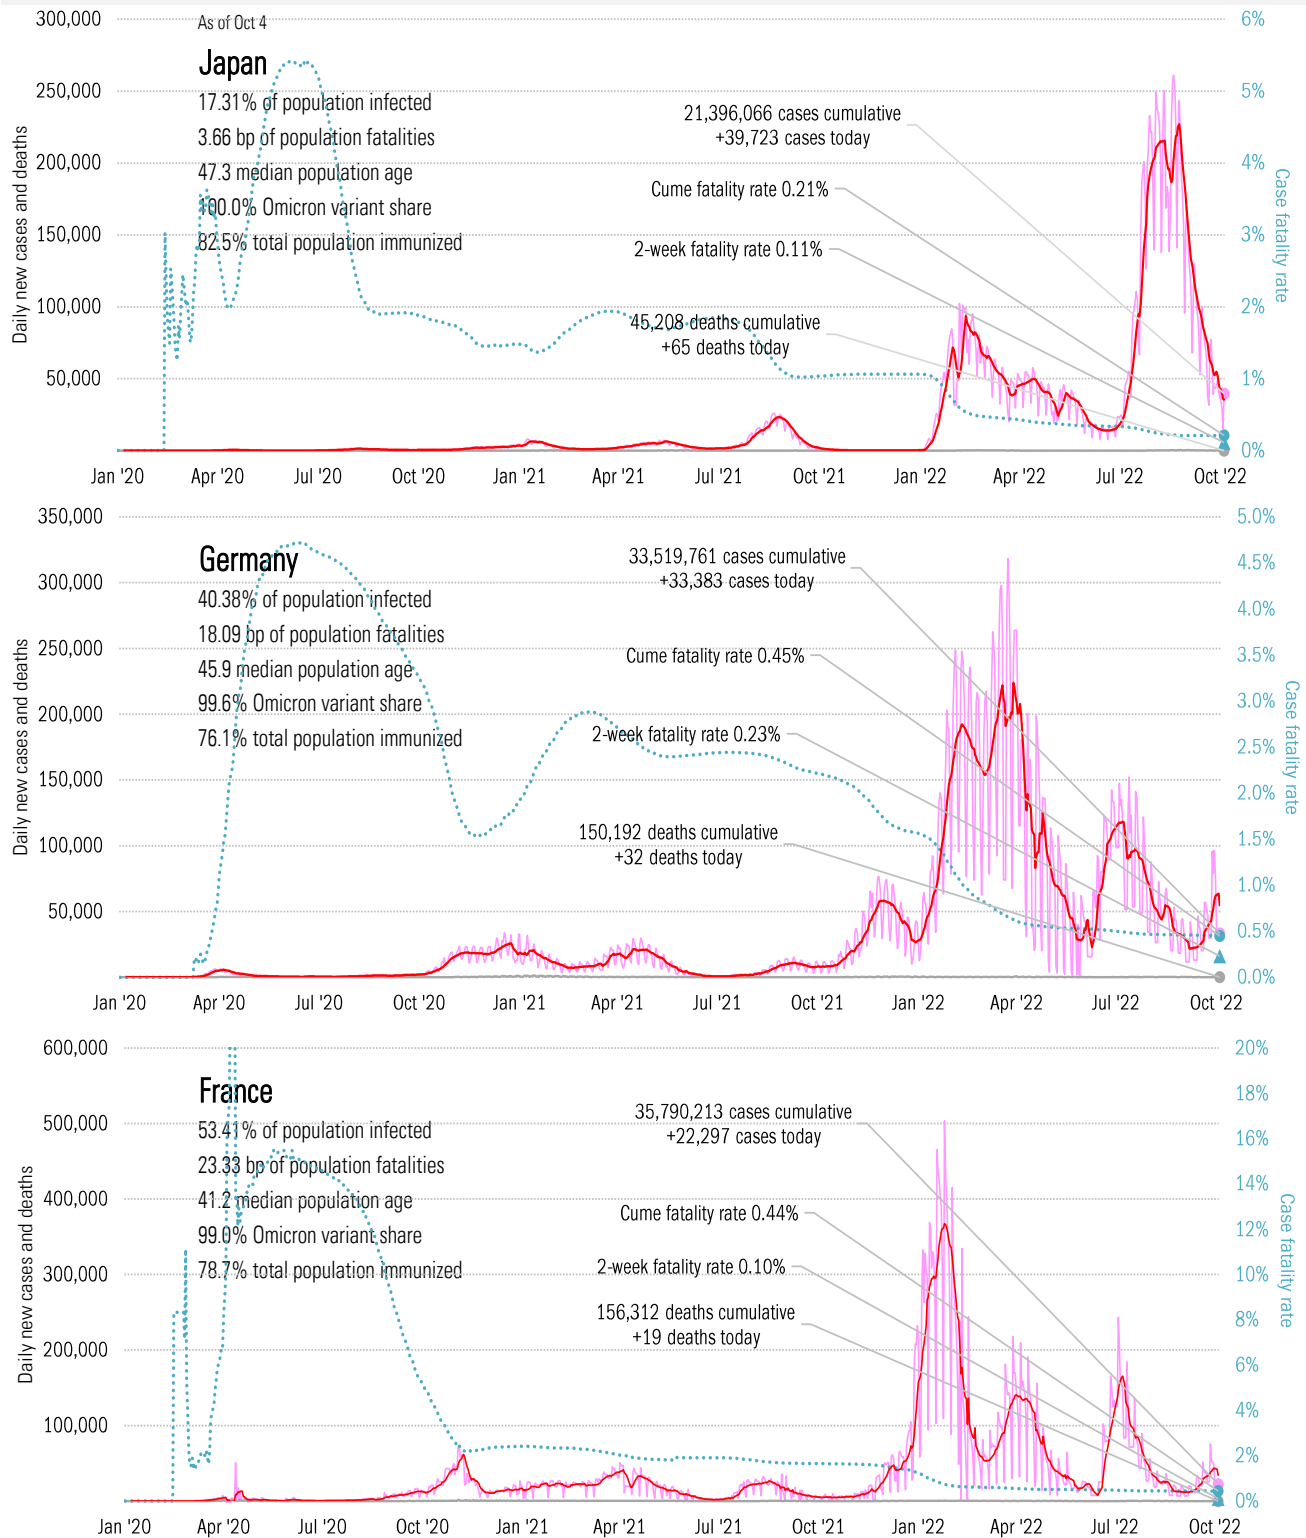 As of Oct 4
Japan
17.31% of population infected
3.66 bp of population fatalities
47.3 median population age
100.0% Omicron variant share
82.5% total population immunized
300,000
250,000
200,000
150,000
100,000
50,000
Daily new cases and deaths
21,396,066 cases cumulative
+39,723 cases today
Cume fatality rate 0.21%
2-week fatality rate 0.11%
45,208 deaths cumulative
+65 deaths today
6%
5%
4%
3%
2%
1%
0%
Case fatality rate
Jan '20 Apr '20 Jul '20 Oct '20 Jan '21 Apr '21 Jul '21 Oct '21 Jan '22 Apr '22 Jul '22 Oct '22
Germany
40.38% of population infected
18.09 bp of population fatalities
45.9 median population age
99.6% Omicron variant share
76.1% total population immunized
350,000
300,000
250,000
200,000
150,000
100,000
50,000
Daily new cases and deaths
33,519,761 cases cumulative
+33,383 cases today
Cume fatality rate 0.45%
2-week fatality rate 0.23%
150,192 deaths cumulative
+32 deaths today
5.0%
4.5%
4.0%
3.5%
3.0%
2.5%
2.0%
1.5%
1.0%
0.5%
0.0%
Case fatality rate
Jan '20 Apr '20 Jul '20 Oct '20 Jan '21 Apr '21 Jul '21 Oct '21 Jan '22 Apr '22 Jul '22 Oct '22
France
53.41% of population infected
23.33 bp of population fatalities
41.2 median population age
99.0% Omicron variant share
78.7% total population immunized
600,000
500,000
400,000
300,000
200,000
100,000
Daily new cases and deaths
35,790,213 cases cumulative
+22,297 cases today
Cume fatality rate 0.44%
2-week fatality rate 0.10%
156,312 deaths cumulative
+19 deaths today
20%
18%
16%
14%
12%
10%
8%
6%
4%
2%
0%
Case fatality rate
Jan '20 Apr '20 Jul '20 Oct '20 Jan '21 Apr '21 Jul '21 Oct '21 Jan '22 Apr '22 Jul '22 Oct '22